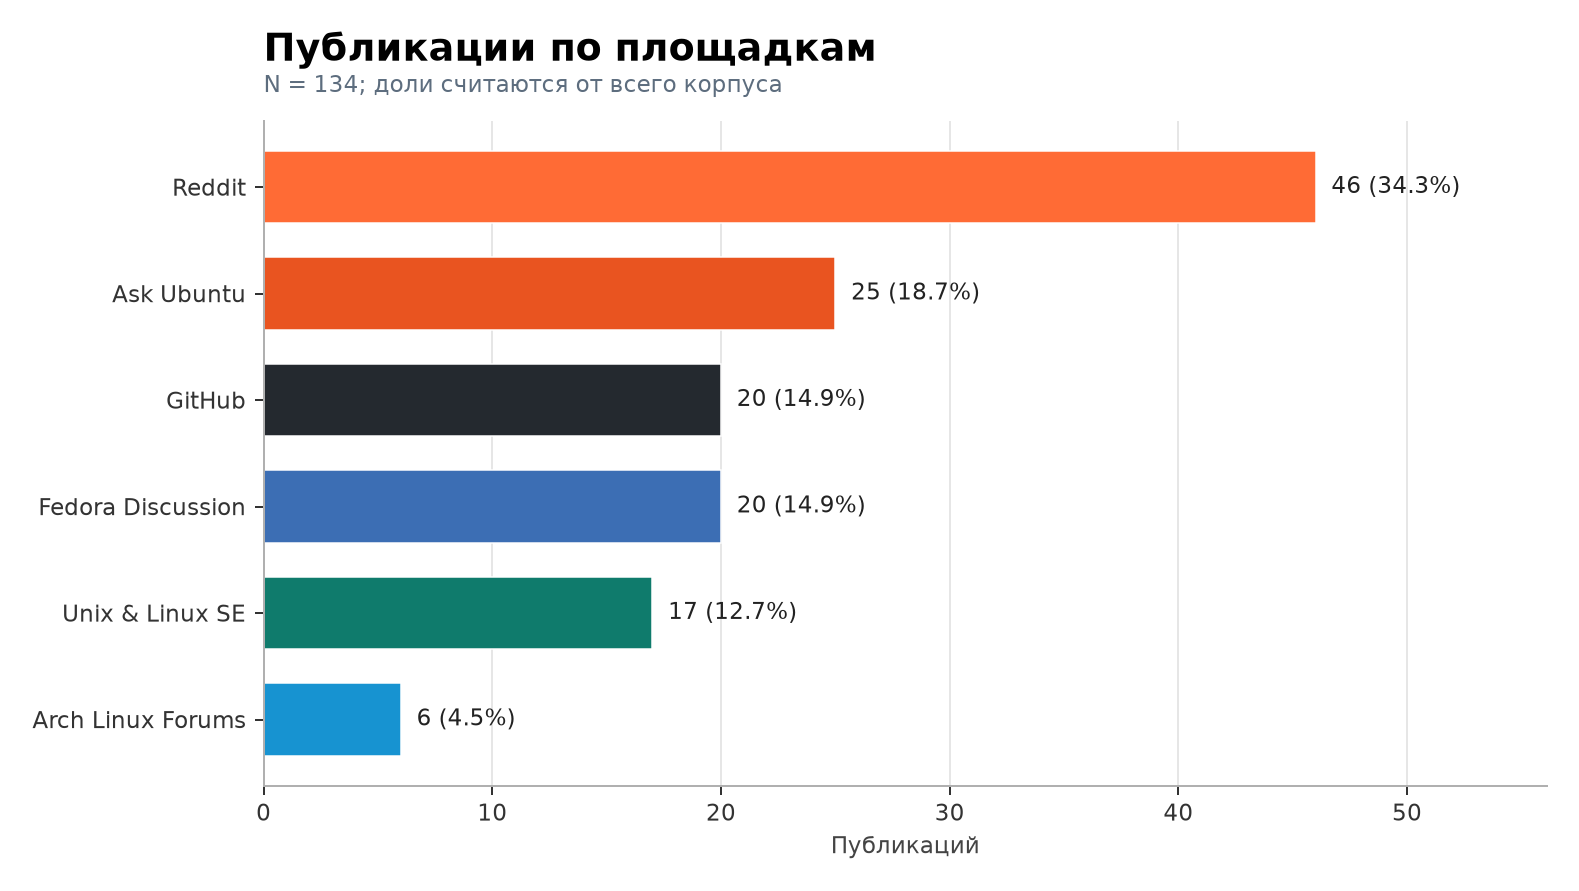 Публикации по площадкам
N = 134; доли считаются от всего корпуса
Reddit 46 (34.3%)
Ask Ubuntu 25 (18.7%)
GitHub 20 (14.9%)
Fedora Discussion 20 (14.9%)
Unix & Linux SE 17 (12.7%)
Arch Linux Forums 6 (4.5%)
0 10 20 30 40 50
Публикаций